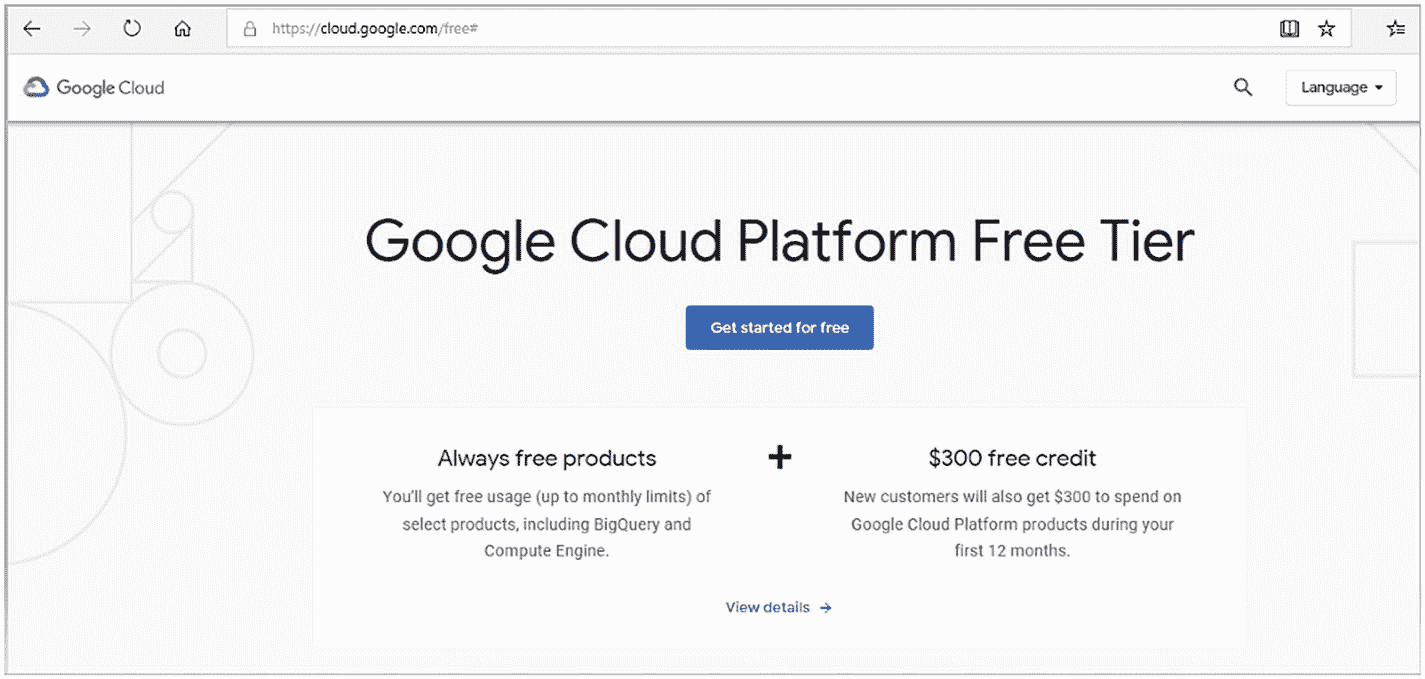 https://cloud.google.com/free#
Google Cloud
Language
Google Cloud Platform Free Tier
Get started for free
Always free products
You'll get free usage (up to monthly limits) of
select products, including BigQuery and
Compute Engine.
+
$300 free credit
New customers will also get $300 to spend on
Google Cloud Platform products during your
first 12 months.
View details →